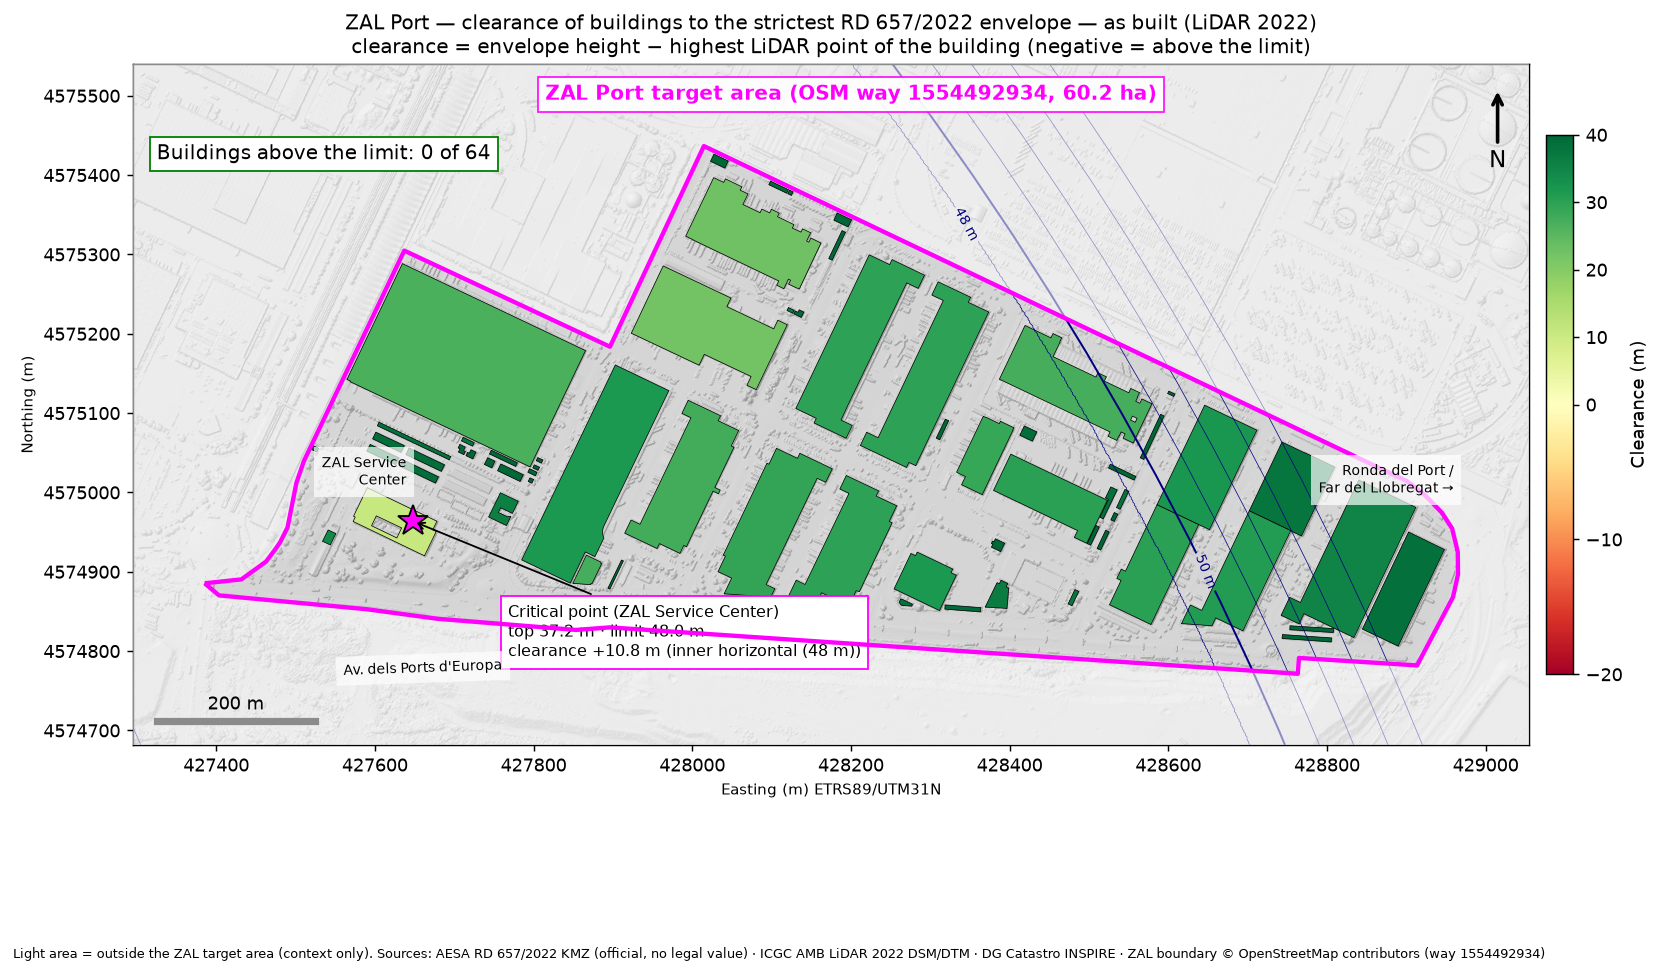 ZAL Port — clearance of buildings to the strictest RD 657/2022 envelope — as built (LiDAR 2022)
clearance = envelope height − highest LiDAR point of the building (negative = above the limit)
ZAL Port target area (OSM way 1554492934, 60.2 ha)
Buildings above the limit: 0 of 64
N
48 m
50 m
ZAL Service
Center
Ronda del Port /
Far del Llobregat →
Critical point (ZAL Service Center)
top 37.2 m · limit 48.0 m
clearance +10.8 m (inner horizontal (48 m))
Av. dels Ports d'Europa
200 m
4575500
4575400
4575300
4575200
4575100
4575000
4574900
4574800
4574700
Northing (m)
427400
427600
427800
428000
428200
428400
428600
428800
429000
Easting (m) ETRS89/UTM31N
40
30
20
10
0
−10
−20
Clearance (m)
Light area = outside the ZAL target area (context only). Sources: AESA RD 657/2022 KMZ (official, no legal value) · ICGC AMB LiDAR 2022 DSM/DTM · DG Catastro INSPIRE · ZAL boundary © OpenStreetMap contributors (way 1554492934)